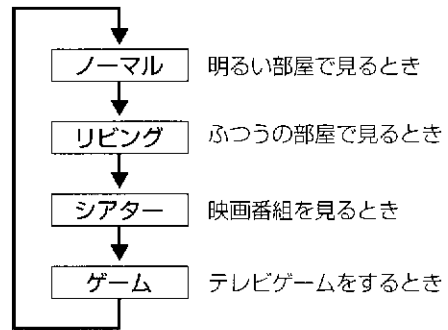 ノーマル 明るい部屋で見るとき
リビング ふつうの部屋で見るとき
シアター 映画番組を見るとき
ゲーム テレビゲームをするとき